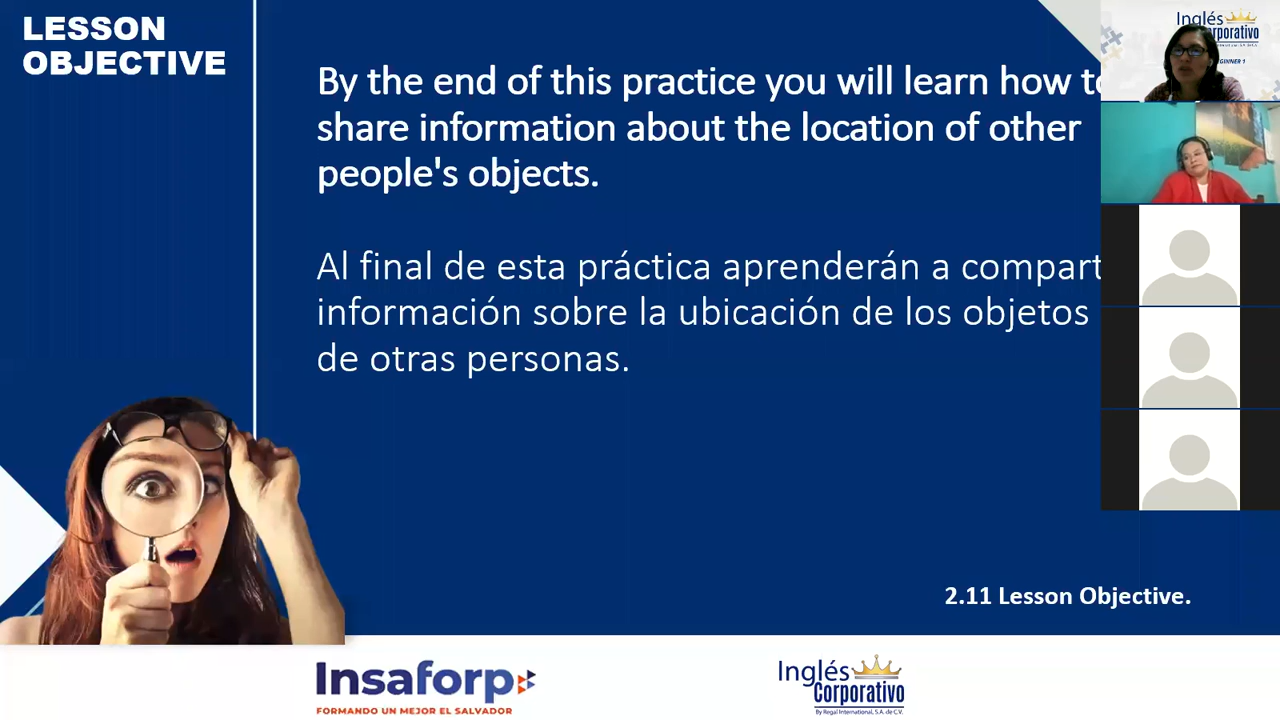 LESSON
OBJECTIVE
By the end of this practice you will learn how to
share information about the location of other
people's objects.
Al final de esta práctica aprenderán a compart
información sobre la ubicación de los objetos
de otras personas.
2.11 Lesson Objective.
Insaforp
FORMANDO UN MEJOR EL SALVADOR
Inglés
Corporativo
By Regal International, S.A. de C.V.
Inglés